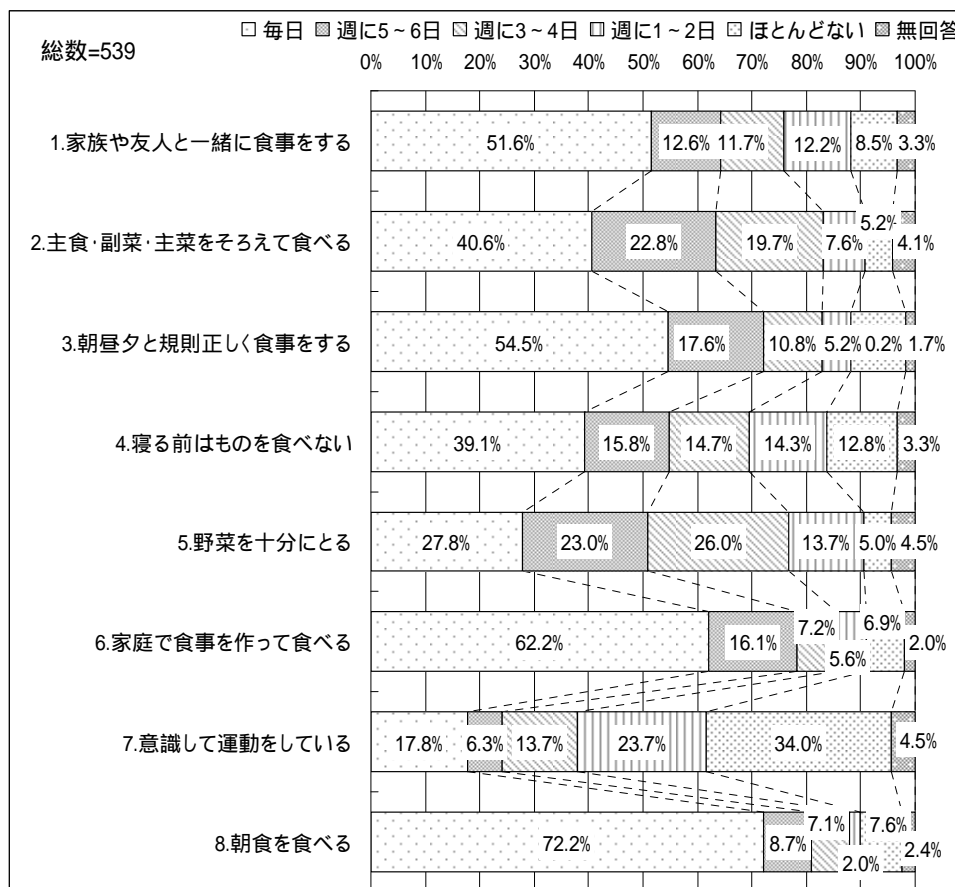 毎日 週に5~6日 週に3~4日 週に1~2日 ほとんどない 無回答
総数=539
0% 10% 20% 30% 40% 50% 60% 70% 80% 90% 100%
1.家族や友人と一緒に食事をする 51.6% 12.6% 11.7% 12.2% 8.5% 3.3%
2.主食・副菜・主菜をそろえて食べる 40.6% 22.8% 19.7% 7.6% 5.2% 4.1%
3.朝昼夕と規則正しく食事をする 54.5% 17.6% 10.8% 5.2% 0.2% 1.7%
4.寝る前はものを食べない 39.1% 15.8% 14.7% 14.3% 12.8% 3.3%
5.野菜を十分にとる 27.8% 23.0% 26.0% 13.7% 5.0% 4.5%
6.家庭で食事を作って食べる 62.2% 16.1% 7.2% 5.6% 6.9% 2.0%
7.意識して運動をしている 17.8% 6.3% 13.7% 23.7% 34.0% 4.5%
8.朝食を食べる 72.2% 8.7% 7.1% 2.0% 7.6% 2.4%